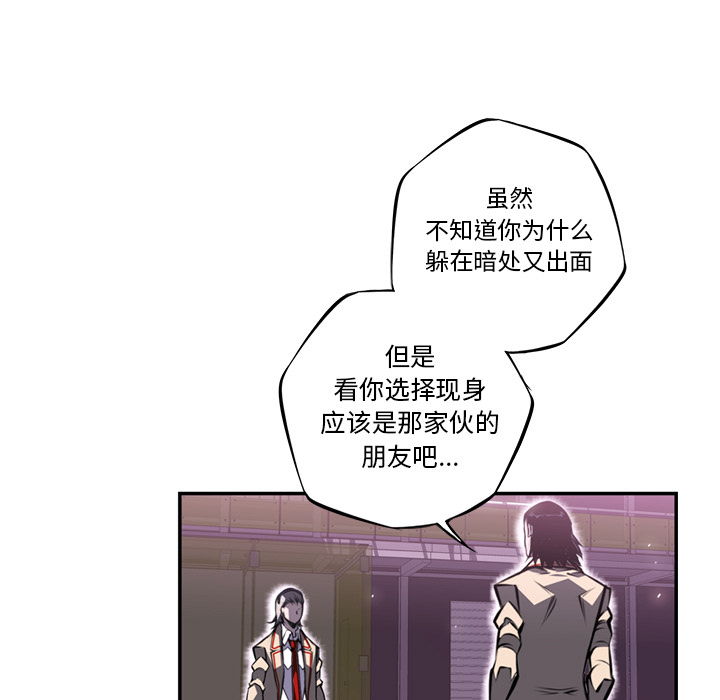 虽然
不知道你为什么
躲在暗处又出面
但是
看你选择现身
应该是那家伙的
朋友吧...